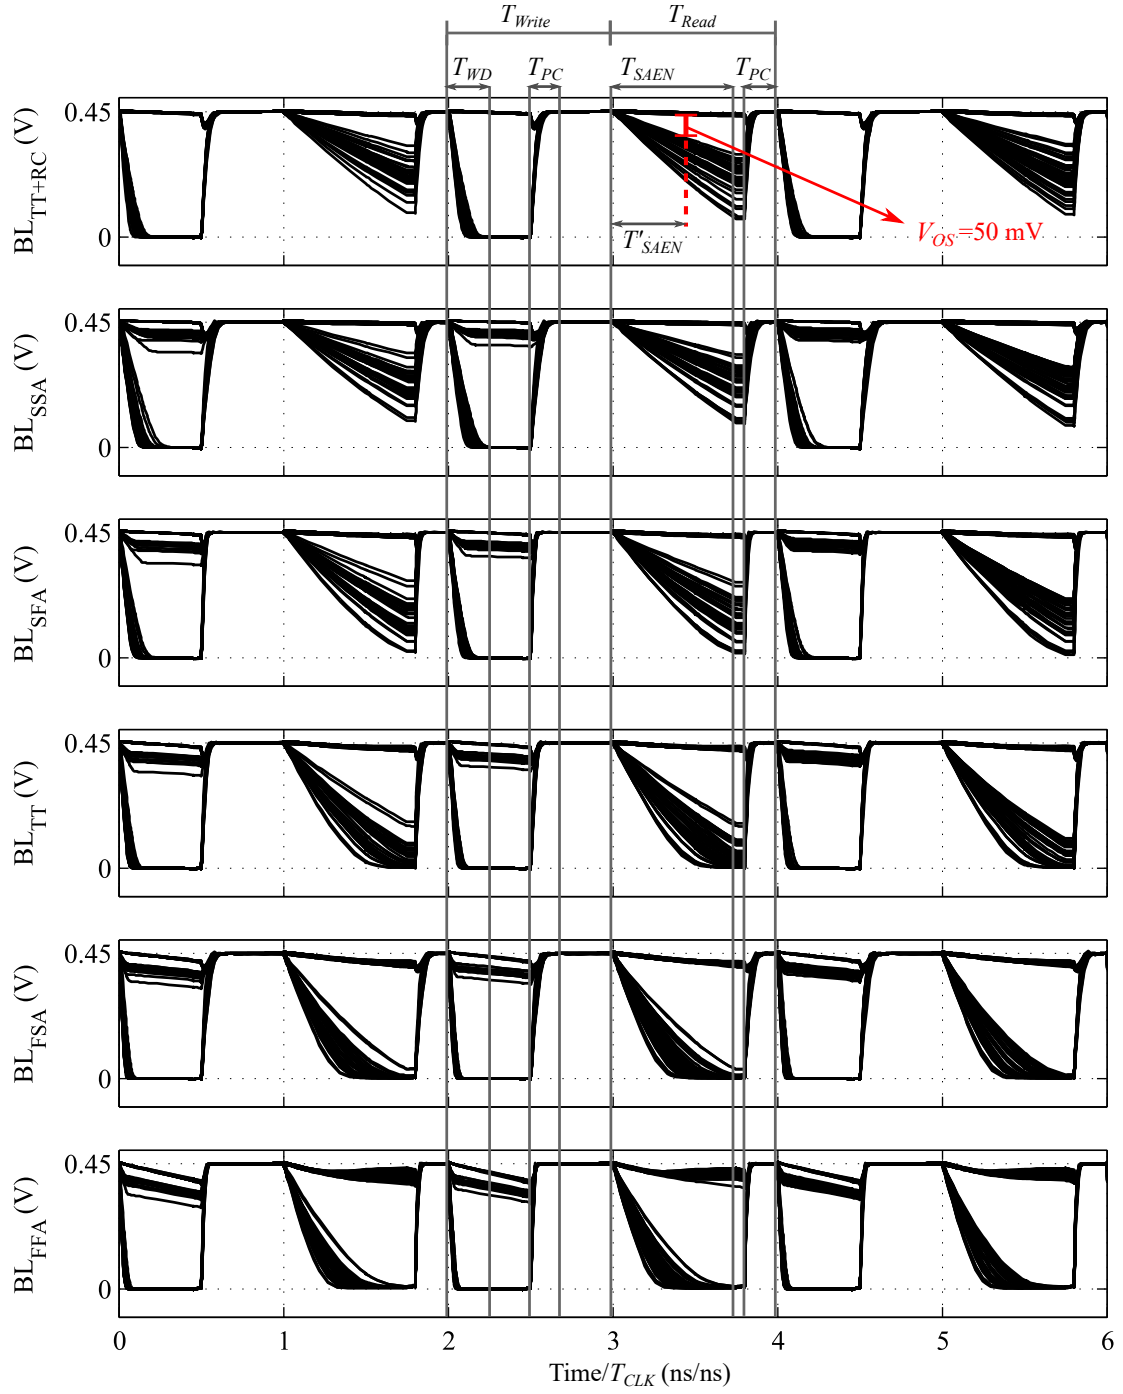 T_Write T_Read
T_WD T_PC T_SAEN T_PC
BL_TT+RC (V)
0.45
0
T'_SAEN
V_OS=50 mV
BL_SSA (V)
0.45
0
BL_SFA (V)
0.45
0
BL_TT (V)
0.45
0
BL_FSA (V)
0.45
0
BL_FFA (V)
0.45
0
0 1 2 3 4 5 6
Time/T_CLK (ns/ns)